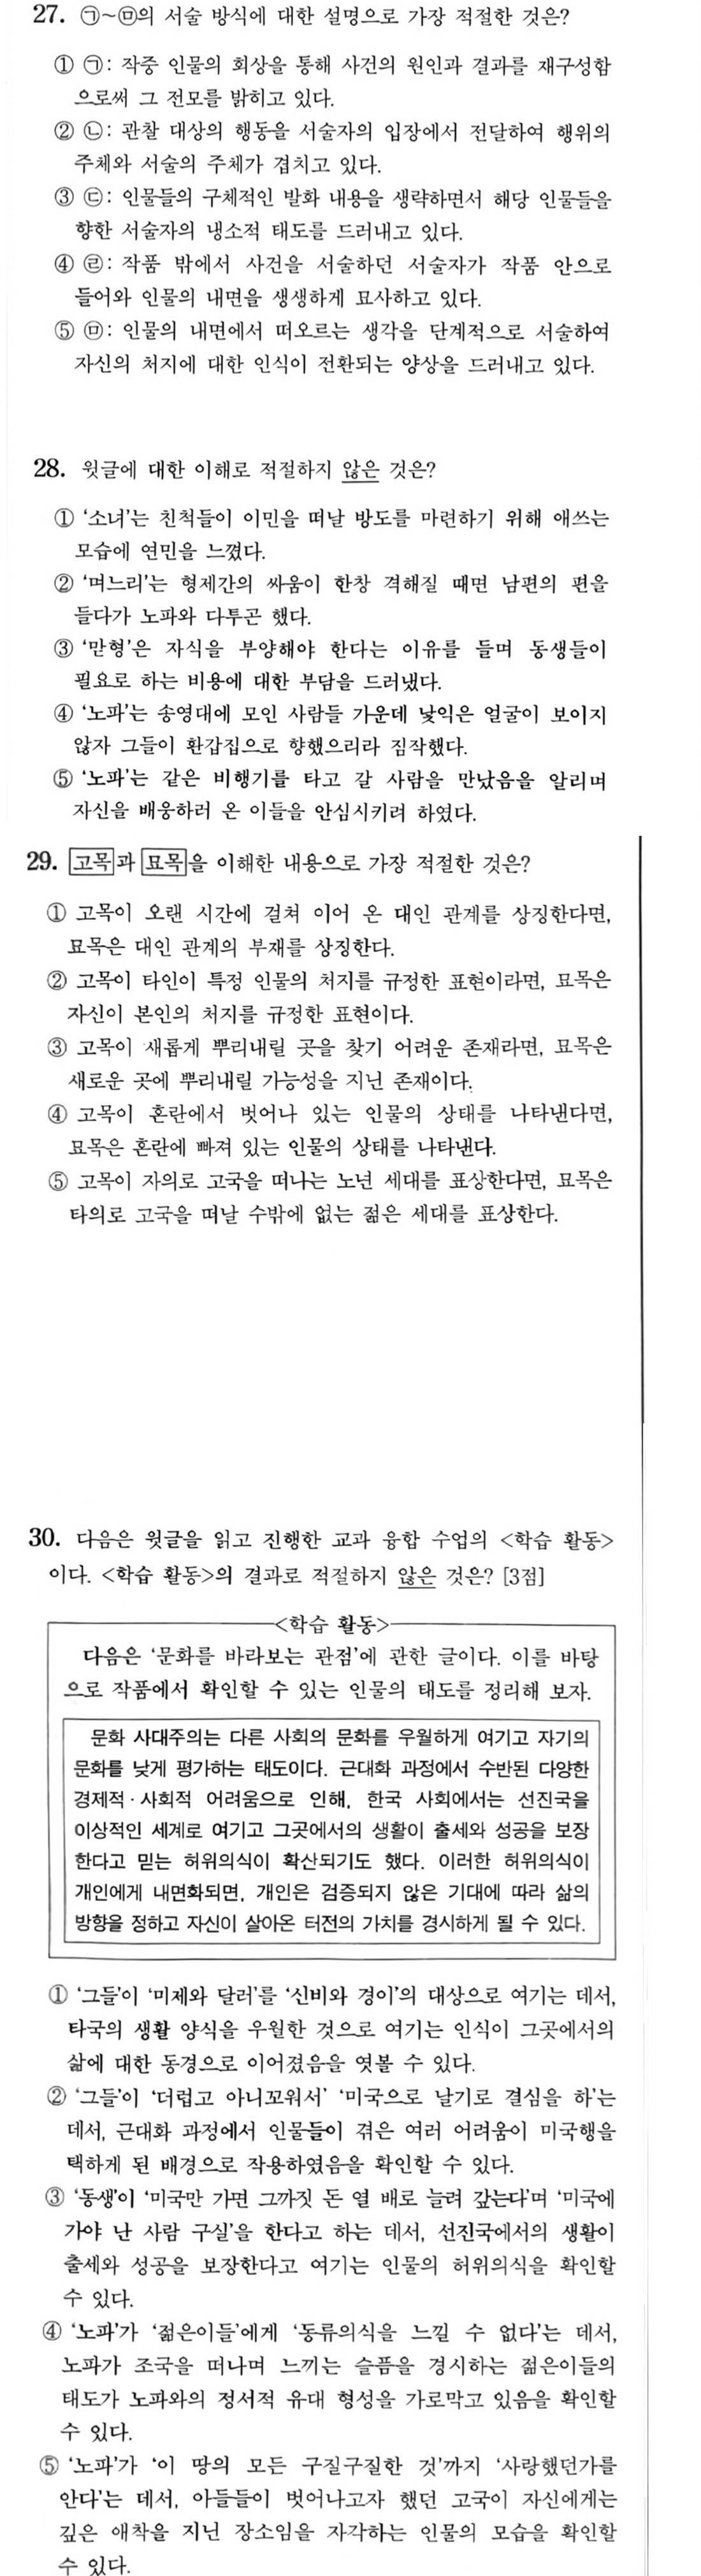 27. ㉠~㉤의 서술 방식에 대한 설명으로 가장 적절한 것은?
① ㉠: 작중 인물의 회상을 통해 사건의 원인과 결과를 재구성함
으로써 그 전모를 밝히고 있다.
② ㉡: 관찰 대상의 행동을 서술자의 입장에서 전달하여 행위의
주체와 서술의 주체가 겹치고 있다.
③ ㉢: 인물들의 구체적인 발화 내용을 생략하면서 해당 인물들을
향한 서술자의 냉소적 태도를 드러내고 있다.
④ ㉣: 작품 밖에서 사건을 서술하던 서술자가 작품 안으로
들어와 인물의 내면을 생생하게 묘사하고 있다.
⑤ ㉤: 인물의 내면에서 떠오르는 생각을 단계적으로 서술하여
자신의 처지에 대한 인식이 전환되는 양상을 드러내고 있다.
28. 윗글에 대한 이해로 적절하지 않은 것은?
① ‘소녀’는 친척들이 이민을 떠날 방도를 마련하기 위해 애쓰는
모습에 연민을 느꼈다.
② ‘며느리’는 형제간의 싸움이 한창 격해질 때면 남편의 편을
들다가 노파와 다투곤 했다.
③ ‘맏형’은 자식을 부양해야 한다는 이유를 들며 동생들이
필요로 하는 비용에 대한 부담을 드러냈다.
④ ‘노파’는 송영대에 모인 사람들 가운데 낯익은 얼굴이 보이지
않자 그들이 환갑집으로 향했으리라 짐작했다.
⑤ ‘노파’는 같은 비행기를 타고 갈 사람을 만났음을 알리며
자신을 배웅하러 온 이들을 안심시키려 하였다.
29. 고목과 묘목을 이해한 내용으로 가장 적절한 것은?
① 고목이 오랜 시간에 걸쳐 이어 온 대인 관계를 상징한다면,
묘목은 대인 관계의 부재를 상징한다.
② 고목이 타인이 특정 인물의 처지를 규정한 표현이라면, 묘목은
자신이 본인의 처지를 규정한 표현이다.
③ 고목이 새롭게 뿌리내릴 곳을 찾기 어려운 존재라면, 묘목은
새로운 곳에 뿌리내릴 가능성을 지닌 존재이다.
④ 고목이 혼란에서 벗어나 있는 인물의 상태를 나타낸다면,
묘목은 혼란에 빠져 있는 인물의 상태를 나타낸다.
⑤ 고목이 자의로 고국을 떠나는 노년 세대를 표상한다면, 묘목은
타의로 고국을 떠날 수밖에 없는 젊은 세대를 표상한다.
30. 다음은 윗글을 읽고 진행한 교과 융합 수업의 <학습 활동>
이다. <학습 활동>의 결과로 적절하지 않은 것은? [3점]
<학습 활동>
다음은 ‘문화를 바라보는 관점’에 관한 글이다. 이를 바탕
으로 작품에서 확인할 수 있는 인물의 태도를 정리해 보자.
문화 사대주의는 다른 사회의 문화를 우월하게 여기고 자기의
문화를 낮게 평가하는 태도이다. 근대화 과정에서 수반된 다양한
경제적·사회적 어려움으로 인해, 한국 사회에서는 선진국을
이상적인 세계로 여기고 그곳에서의 생활이 출세와 성공을 보장
한다고 믿는 허위의식이 확산되기도 했다. 이러한 허위의식이
개인에게 내면화되면, 개인은 검증되지 않은 기대에 따라 삶의
방향을 정하고 자신이 살아온 터전의 가치를 경시하게 될 수 있다.
① ‘그들’이 ‘미제와 달러’를 ‘신비와 경이’의 대상으로 여기는 데서,
타국의 생활 양식을 우월한 것으로 여기는 인식이 그곳에서의
삶에 대한 동경으로 이어졌음을 엿볼 수 있다.
② ‘그들’이 ‘더럽고 아니꼬워서’ ‘미국으로 날기로 결심을 하’는
데서, 근대화 과정에서 인물들이 겪은 여러 어려움이 미국행을
택하게 된 배경으로 작용하였음을 확인할 수 있다.
③ ‘동생’이 ‘미국만 가면 그까짓 돈 열 배로 늘려 갚는다’며 ‘미국에
가야 난 사람 구실’을 한다고 하는 데서, 선진국에서의 생활이
출세와 성공을 보장한다고 여기는 인물의 허위의식을 확인할
수 있다.
④ ‘노파’가 ‘젊은이들’에게 ‘동류의식을 느낄 수 없다’는 데서,
노파가 조국을 떠나며 느끼는 슬픔을 경시하는 젊은이들의
태도가 노파와의 정서적 유대 형성을 가로막고 있음을 확인할
수 있다.
⑤ ‘노파’가 ‘이 땅의 모든 구질구질한 것’까지 ‘사랑했던가를
안다’는 데서, 아들들이 벗어나고자 했던 고국이 자신에게는
깊은 애착을 지닌 장소임을 자각하는 인물의 모습을 확인할
수 있다.